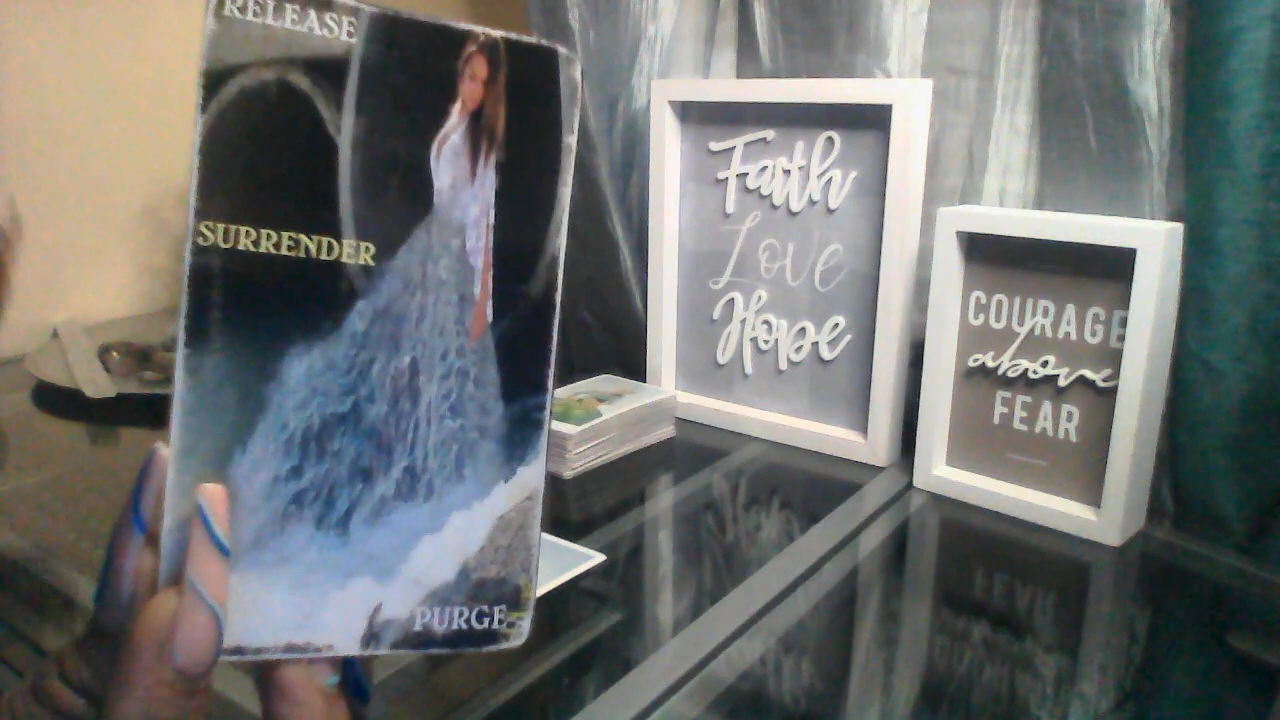 RELEASE
SURRENDER
PURGE
Faith
Love
Hope
COURAGE
above
FEAR